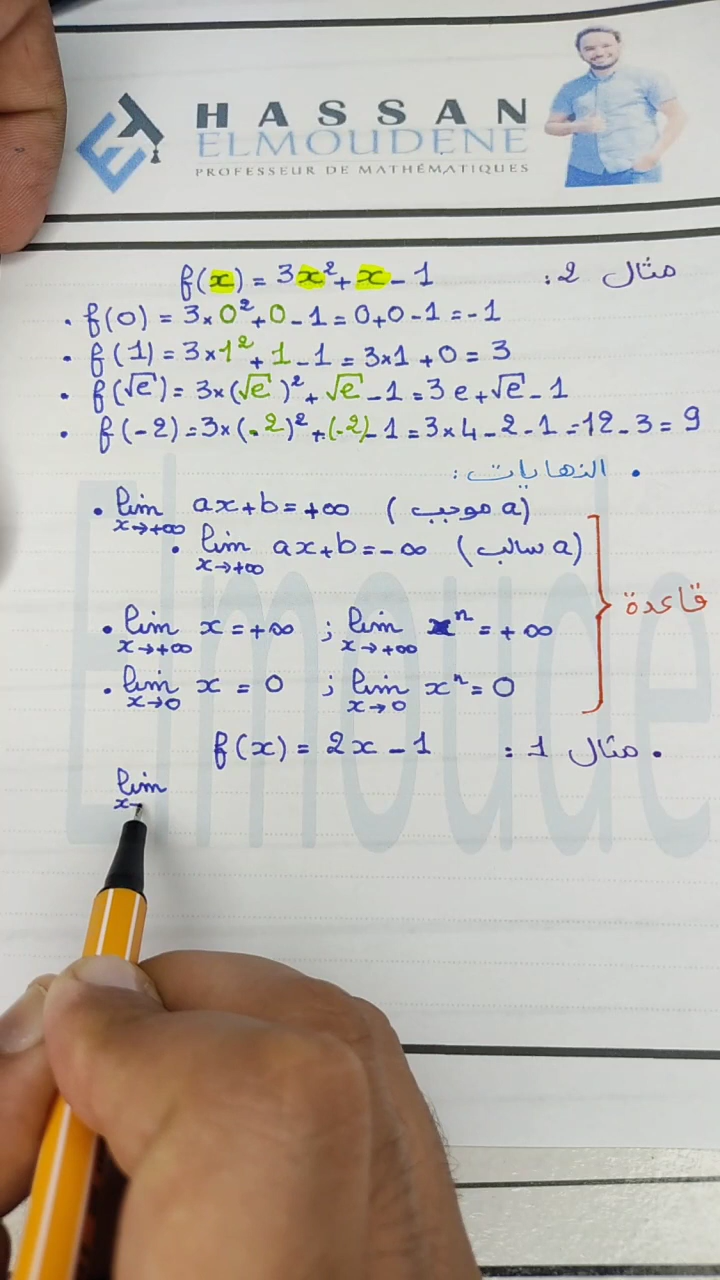 HASSAN
ELMOUDENE
PROFESSEUR DE MATHÉMATIQUES
مثال 2: f(x) = 3x² + x - 1
• f(0) = 3×0²+0-1 = 0+0-1 = -1
• f(1) = 3×1²+1-1 = 3×1+0 = 3
• f(√e) = 3×(√e)²+√e-1 = 3e+√e-1
• f(-2) = 3×(-2)²+(-2)-1 = 3×4-2-1 = 12-3 = 9
• النهايات:
• lim x→+∞ ax+b = +∞ (a موجب)
• lim x→+∞ ax+b = -∞ (a سالب)
قاعدة
• lim x→+∞ x = +∞ ; lim x→+∞ xⁿ = +∞
• lim x→0 x = 0 ; lim x→0 xⁿ = 0
• مثال 1: f(x) = 2x - 1
lim x→
Elmoudene